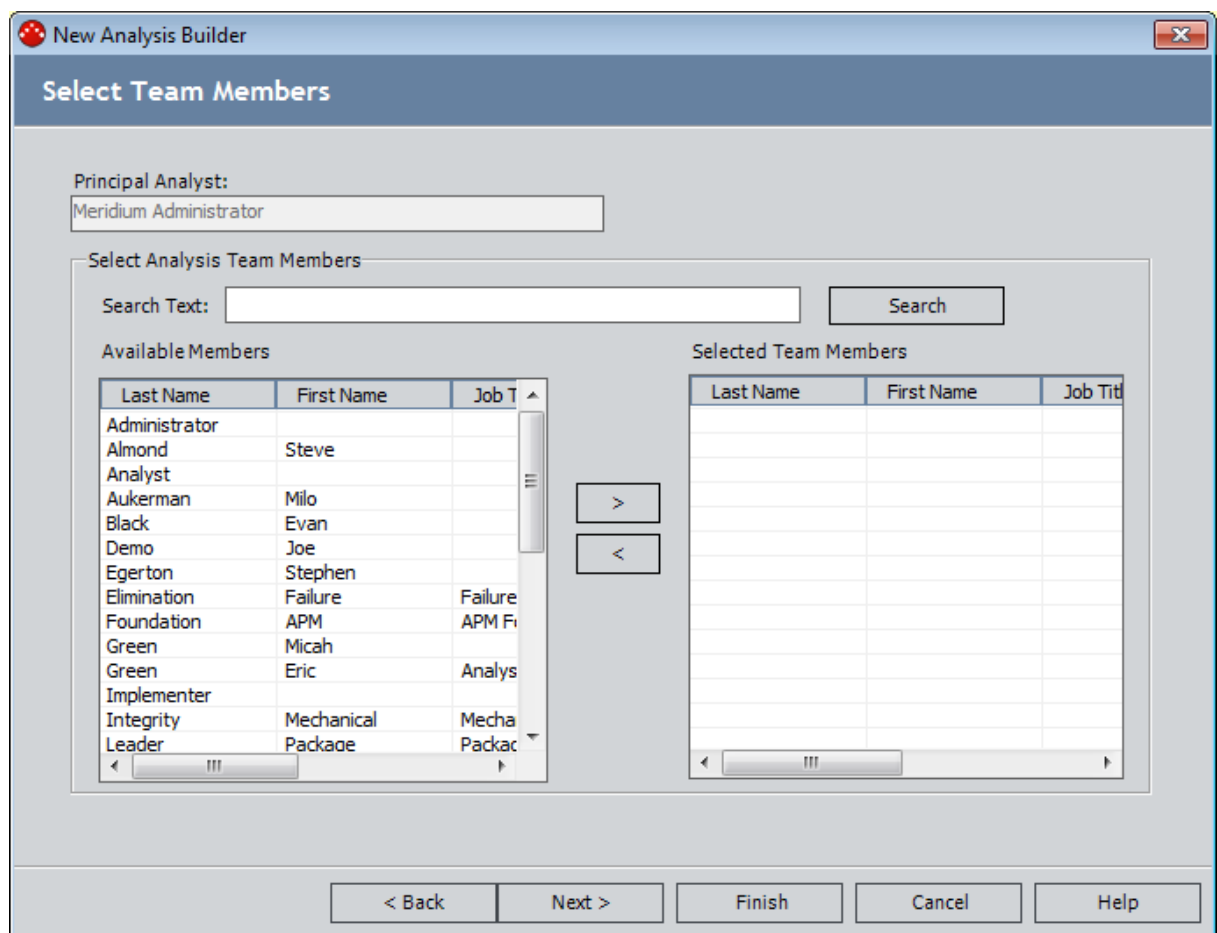 New Analysis Builder
Select Team Members
Principal Analyst:
Meridium Administrator
Select Analysis Team Members
Search Text: Search
Available Members Selected Team Members
Last Name First Name Job T Last Name First Name Job Titl
Administrator
Almond Steve
Analyst
Aukerman Milo
Black Evan
> 
Demo Joe
<
Egerton Stephen
Elimination Failure Failure
Foundation APM APM Fu
Green Micah
Green Eric Analys
Implementer
Integrity Mechanical Mecha
Leader Package Packac
< Back Next > Finish Cancel Help